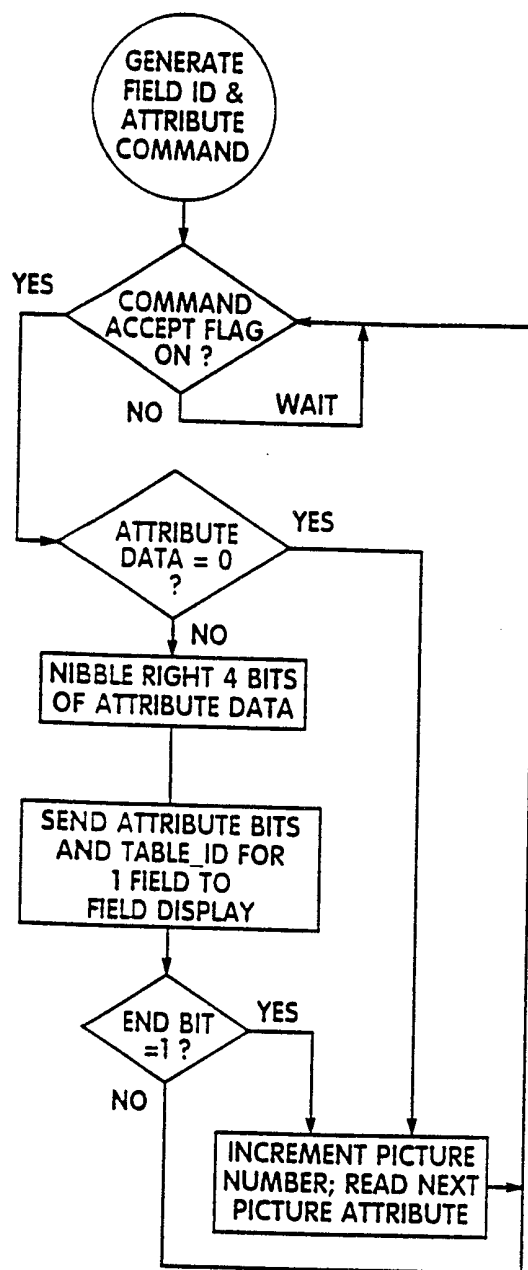 GENERATE
FIELD ID &
ATTRIBUTE
COMMAND
YES
COMMAND
ACCEPT FLAG
ON ?
NO
WAIT
ATTRIBUTE
DATA = 0
?
YES
NO
NIBBLE RIGHT 4 BITS
OF ATTRIBUTE DATA
SEND ATTRIBUTE BITS
AND TABLE_ID FOR
1 FIELD TO
FIELD DISPLAY
END BIT
=1 ?
YES
NO
INCREMENT PICTURE
NUMBER; READ NEXT
PICTURE ATTRIBUTE